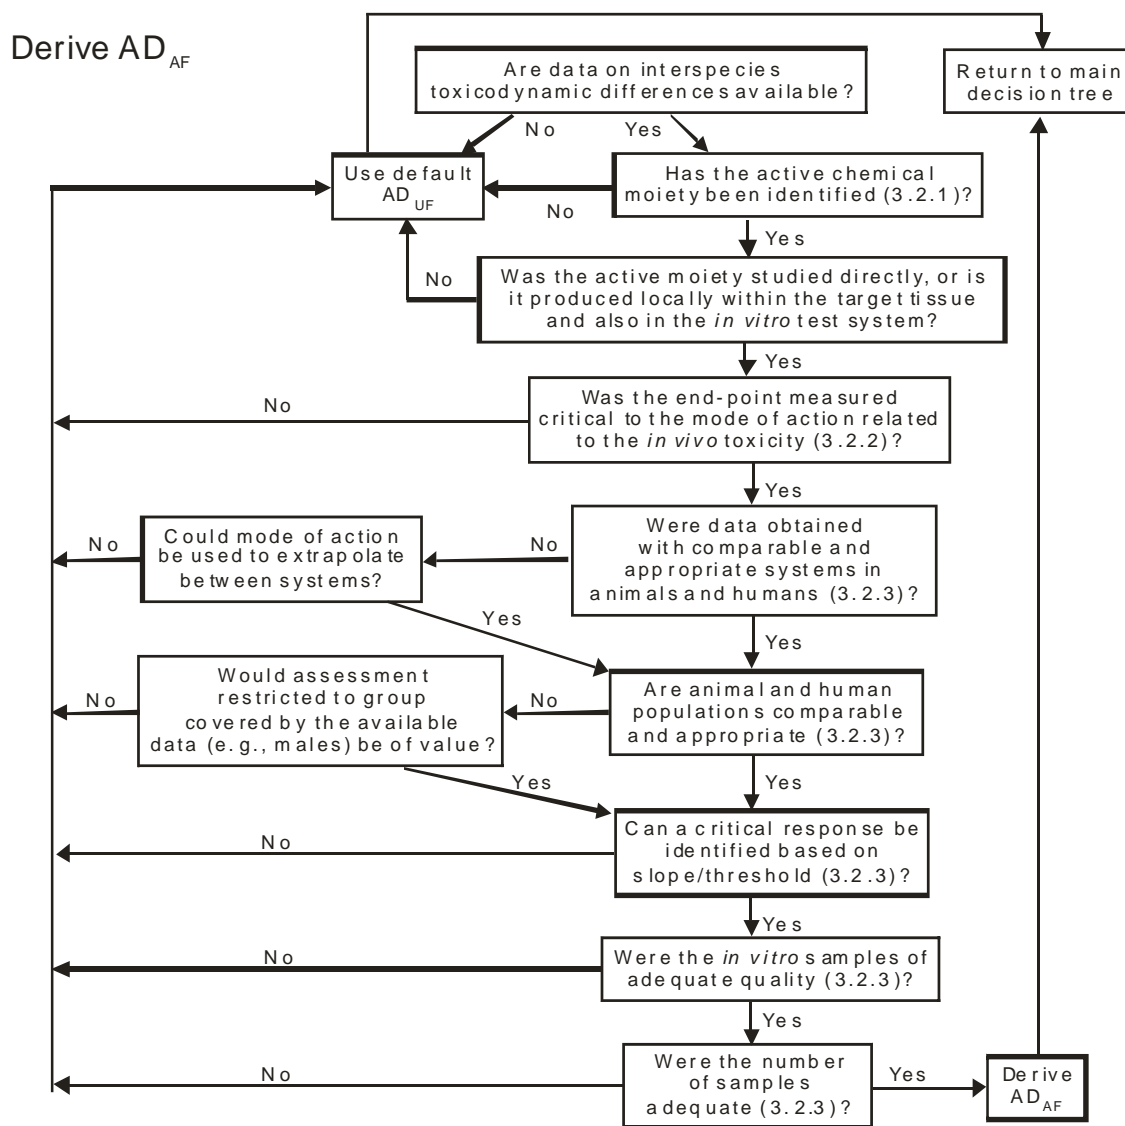 Derive AD AF
Are data on interspecies
toxicodynamic differences available?
Return to main
decision tree
No
Yes
Use default
AD UF
Has the active chemical
moiety been identified (3.2.1)?
No
Yes
No
Was the active moiety studied directly, or is
it produced locally within the target tissue
and also in the in vitro test system?
Yes
No
Was the end-point measured
critical to the mode of action related
to the in vivo toxicity (3.2.2)?
Yes
No
Could mode of action
be used to extrapolate
between systems?
No
Were data obtained
with comparable and
appropriate systems in
animals and humans (3.2.3)?
Yes
Yes
No
Would assessment
restricted to group
covered by the available
data (e.g., males) be of value?
No
Are animal and human
populations comparable
and appropriate (3.2.3)?
Yes
Yes
No
Can a critical response be
identified based on
slope/threshold (3.2.3)?
Yes
No
Were the in vitro samples of
adequate quality (3.2.3)?
Yes
No
Were the number
of samples
adequate (3.2.3)?
Yes
Derive
AD AF